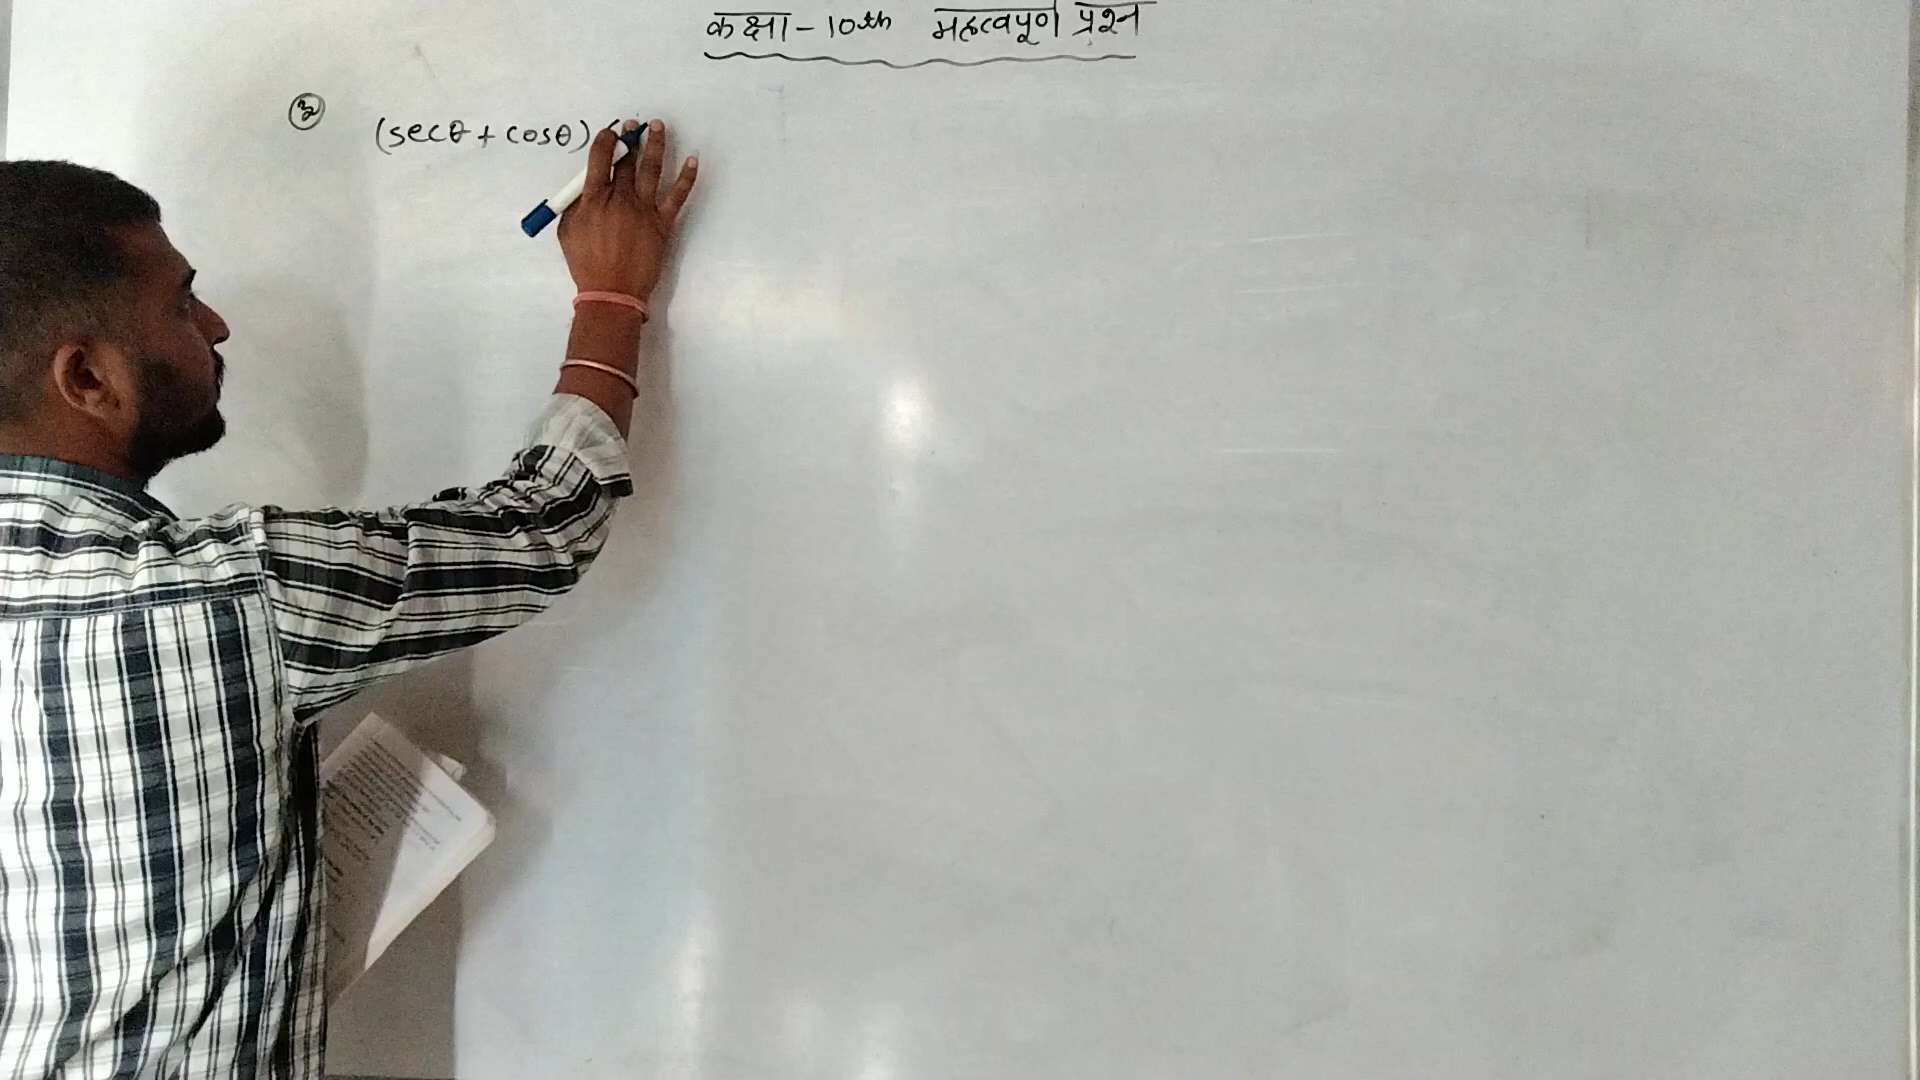 कक्षा - 10th महत्वपूर्ण प्रश्न
(secθ + cosθ) (